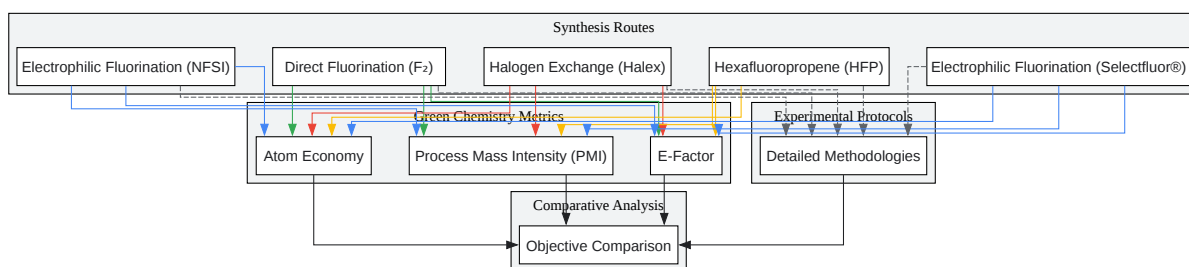 Synthesis Routes
Electrophilic Fluorination (NFSI)
Direct Fluorination (F₂)
Halogen Exchange (Halex)
Hexafluoropropene (HFP)
Electrophilic Fluorination (Selectfluor®)
Green Chemistry Metrics
Experimental Protocols
Atom Economy
Process Mass Intensity (PMI)
E-Factor
Detailed Methodologies
Comparative Analysis
Objective Comparison